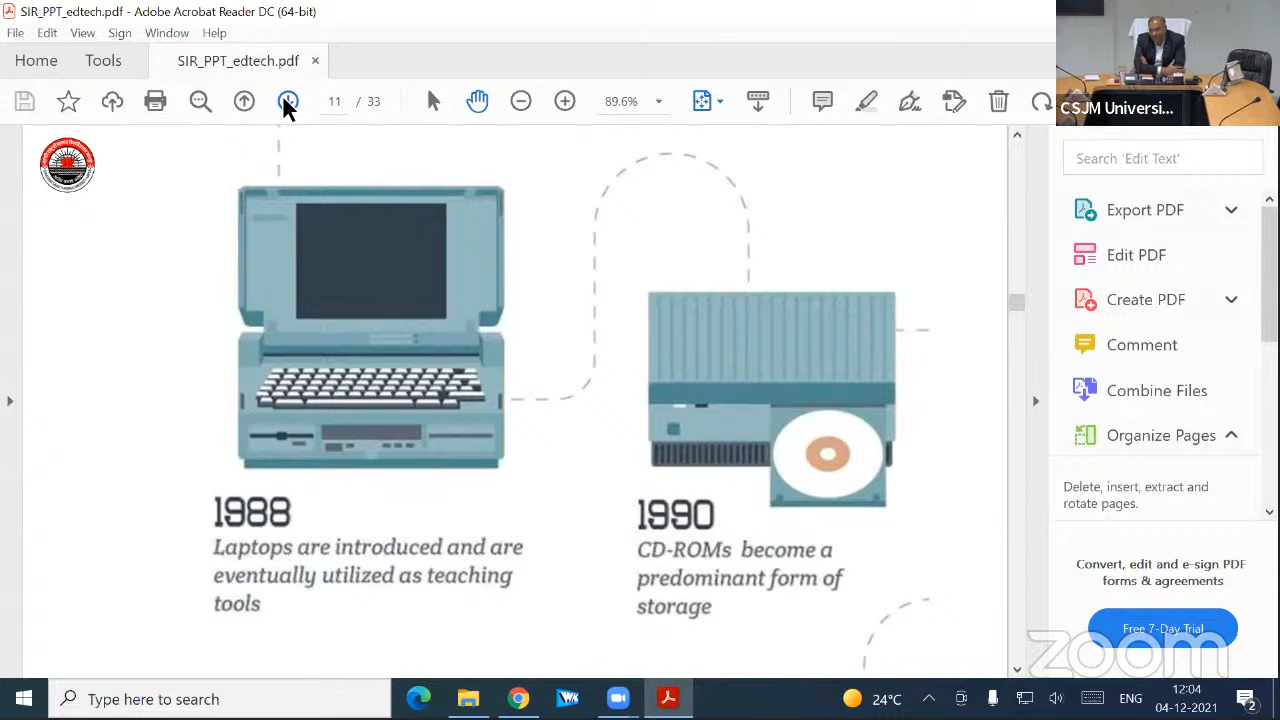 SIR_PPT_edtech.pdf - Adobe Acrobat Reader DC (64-bit)
File Edit View Sign Window Help
Home Tools SIR_PPT_edtech.pdf ×
11 / 33 89.6%
CSJM Universi...
Search 'Edit Text'
Export PDF
Edit PDF
Create PDF
Comment
Combine Files
Organize Pages
Delete, insert, extract and
rotate pages.
Convert, edit and e-sign PDF
forms & agreements
Free 7-Day Trial
1988
Laptops are introduced and are
eventually utilized as teaching
tools
1990
CD-ROMs become a
predominant form of
storage
zoom
Type here to search
24°C
ENG
12:04
04-12-2021
2